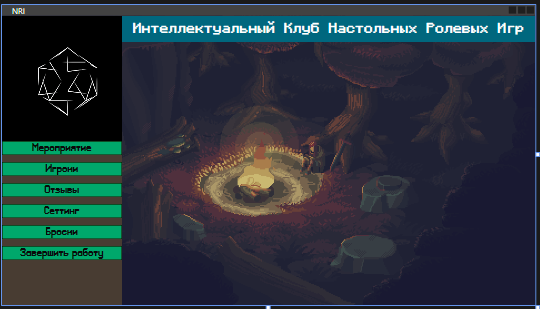 NRI
Интеллектуальный Клуб Настольных Ролевых Игр
Мероприятие
Игроки
Отзывы
Сеттинг
Броски
Завершить работу